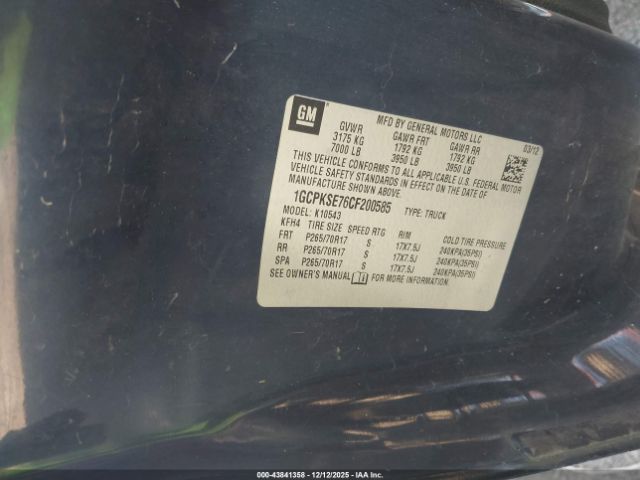 GM
MFD BY GENERAL MOTORS LLC
03/12
GVWR GAWR FRT GAWR RR
3175 KG 1792 KG 1792 KG
7000 LB 3950 LB 3950 LB
THIS VEHICLE CONFORMS TO ALL APPLICABLE U.S. FEDERAL MOTOR
VEHICLE SAFETY STANDARDS IN EFFECT ON THE DATE OF
MANUFACTURE SHOWN ABOVE.
1GCPKSE76CF200585 TYPE: TRUCK
MODEL: K10543
KFH4 TIRE SIZE SPEED RTG RIM COLD TIRE PRESSURE
FRT P265/70R17 S 17X7.5J 240KPA(35PSI)
RR P265/70R17 S 17X7.5J 240KPA(35PSI)
SPA P265/70R17 S 17X7.5J 240KPA(35PSI)
SEE OWNER'S MANUAL FOR MORE INFORMATION.
000-43841358 - 12/12/2025 - IAA Inc.